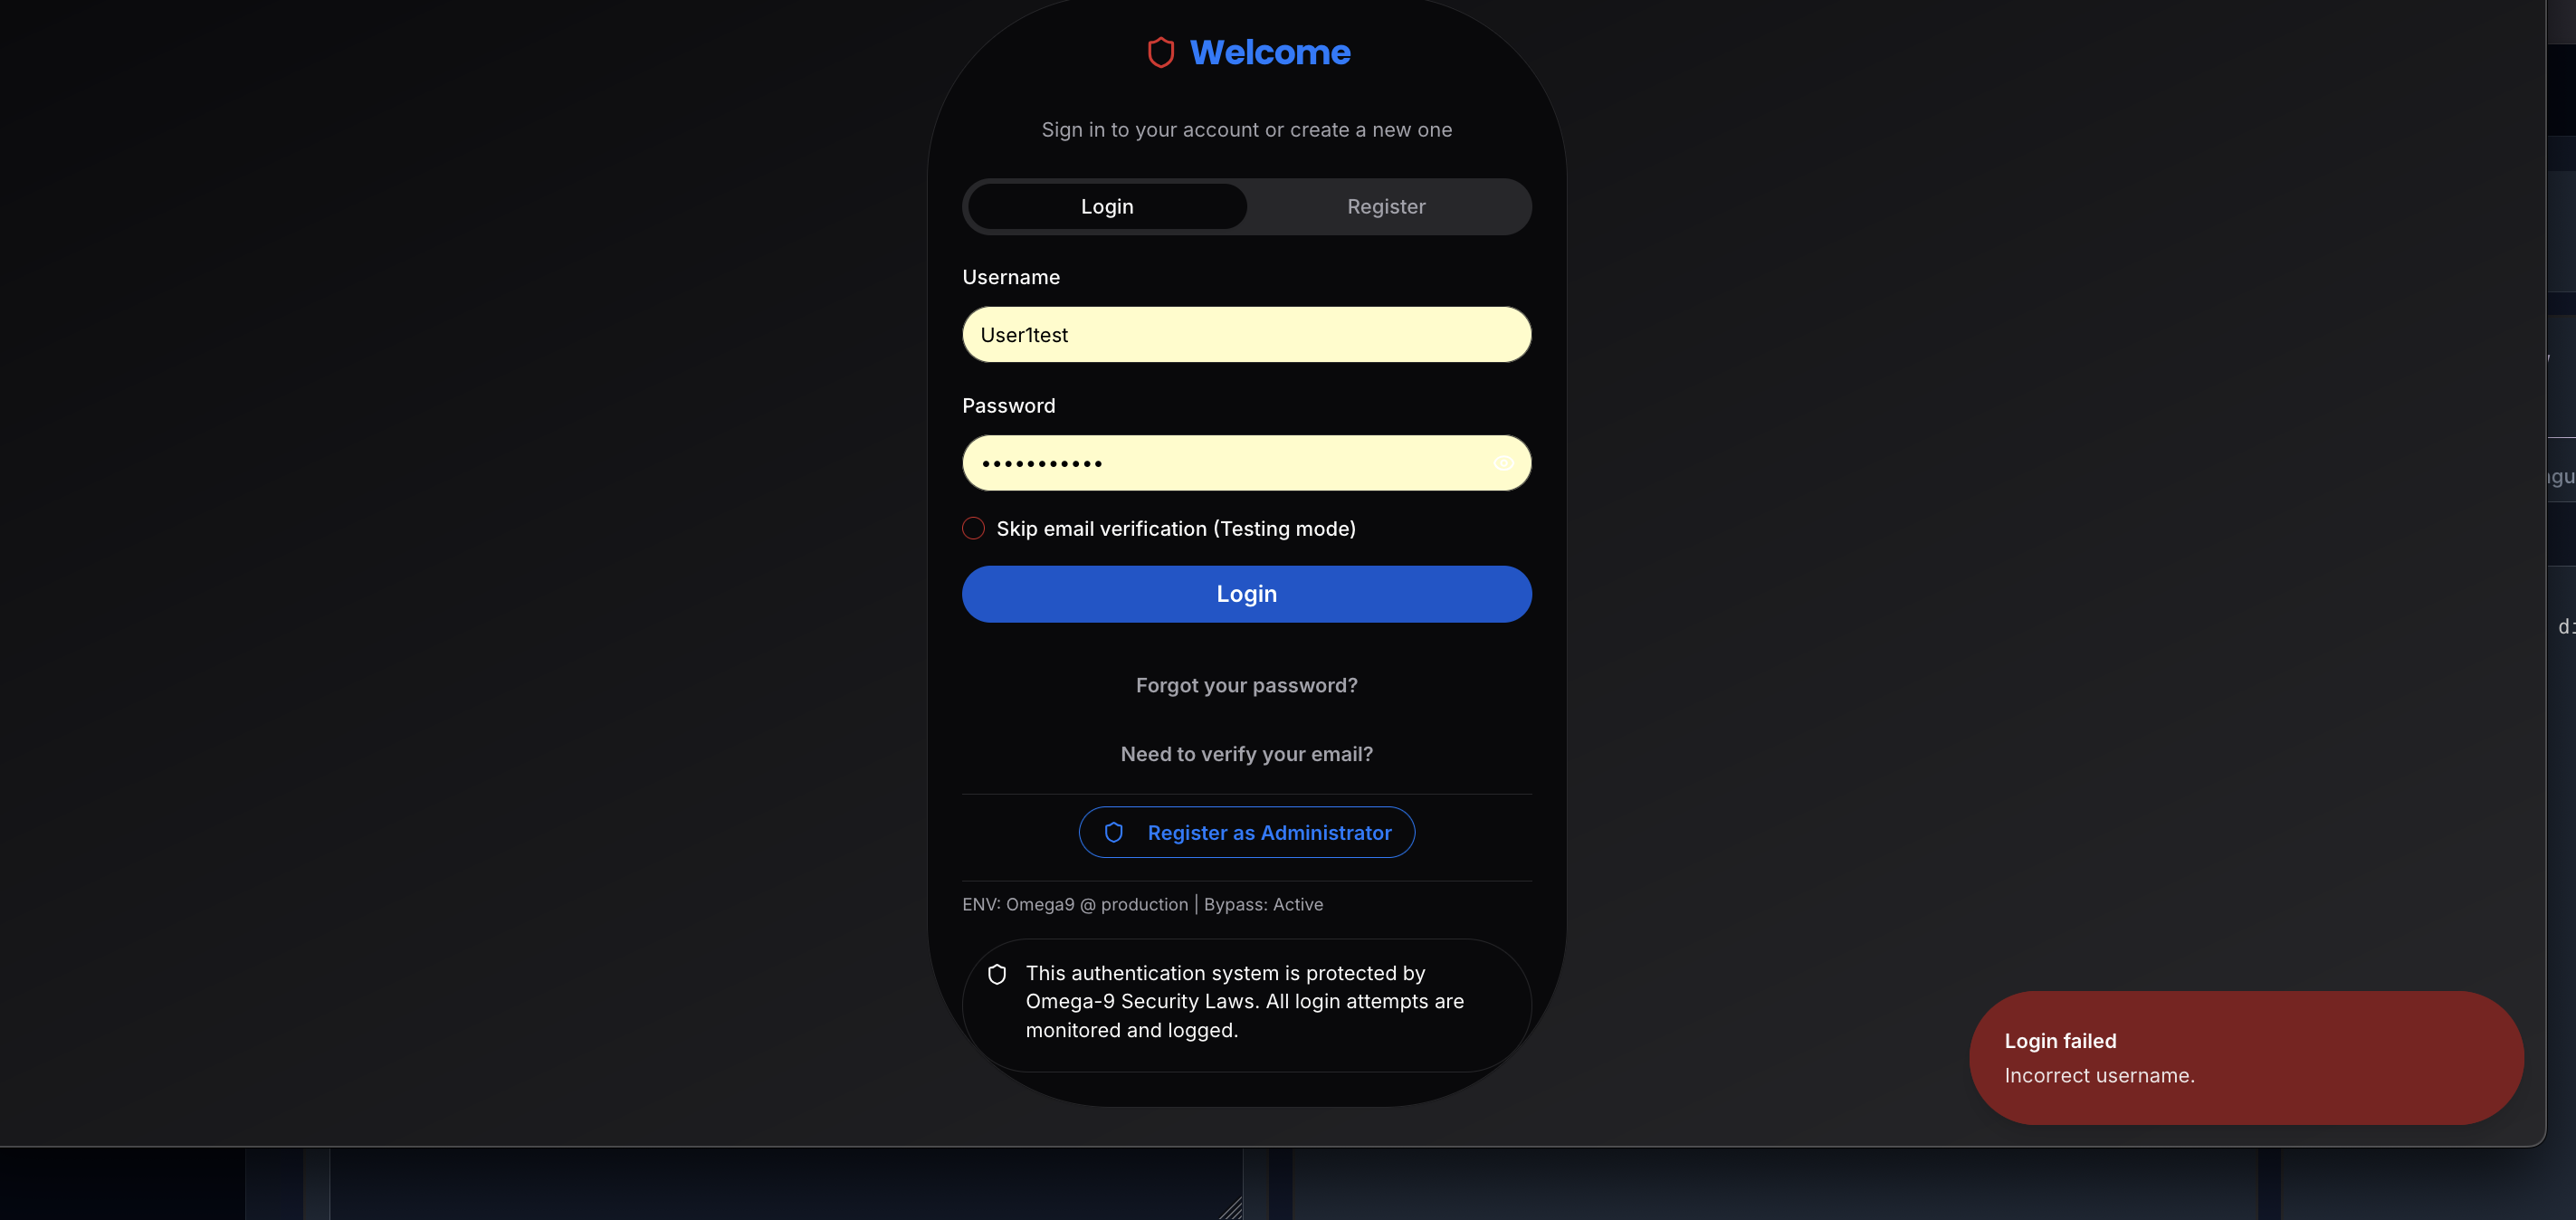 Welcome
Sign in to your account or create a new one
Login
Register
Username
User1test
Password
•••••••••••
Skip email verification (Testing mode)
Login
Forgot your password?
Need to verify your email?
Register as Administrator
ENV: Omega9 @ production | Bypass: Active
This authentication system is protected by
Omega-9 Security Laws. All login attempts are
monitored and logged.
Login failed
Incorrect username.